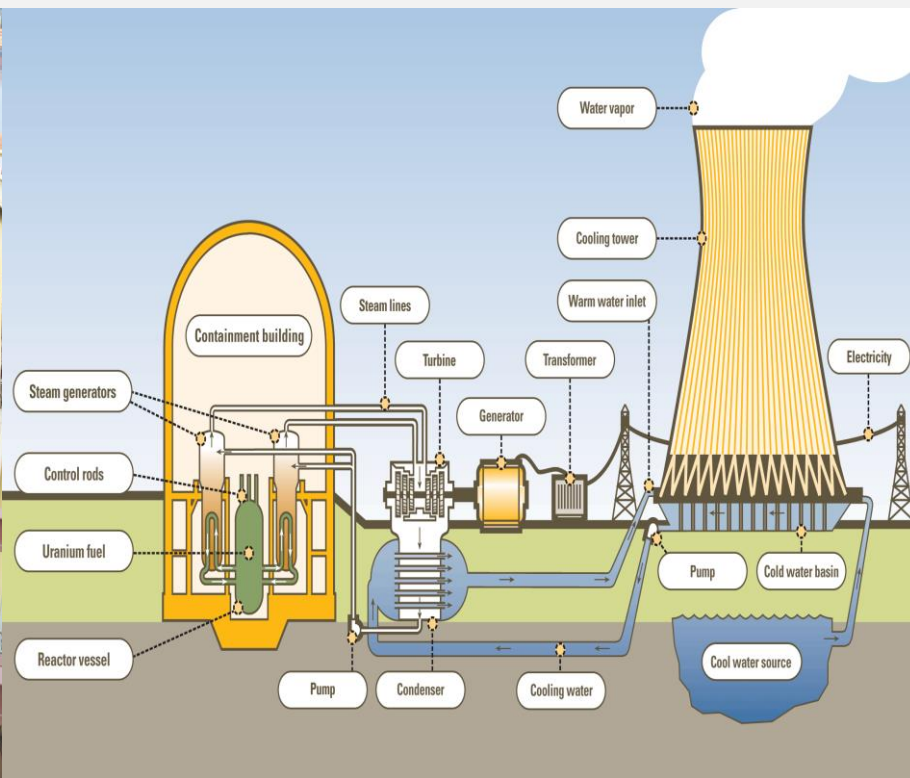 Water vapor
Cooling tower
Steam lines
Warm water inlet
Containment building
Turbine
Transformer
Electricity
Steam generators
Generator
Control rods
Uranium fuel
Pump
Cold water basin
Reactor vessel
Cool water source
Pump
Condenser
Cooling water